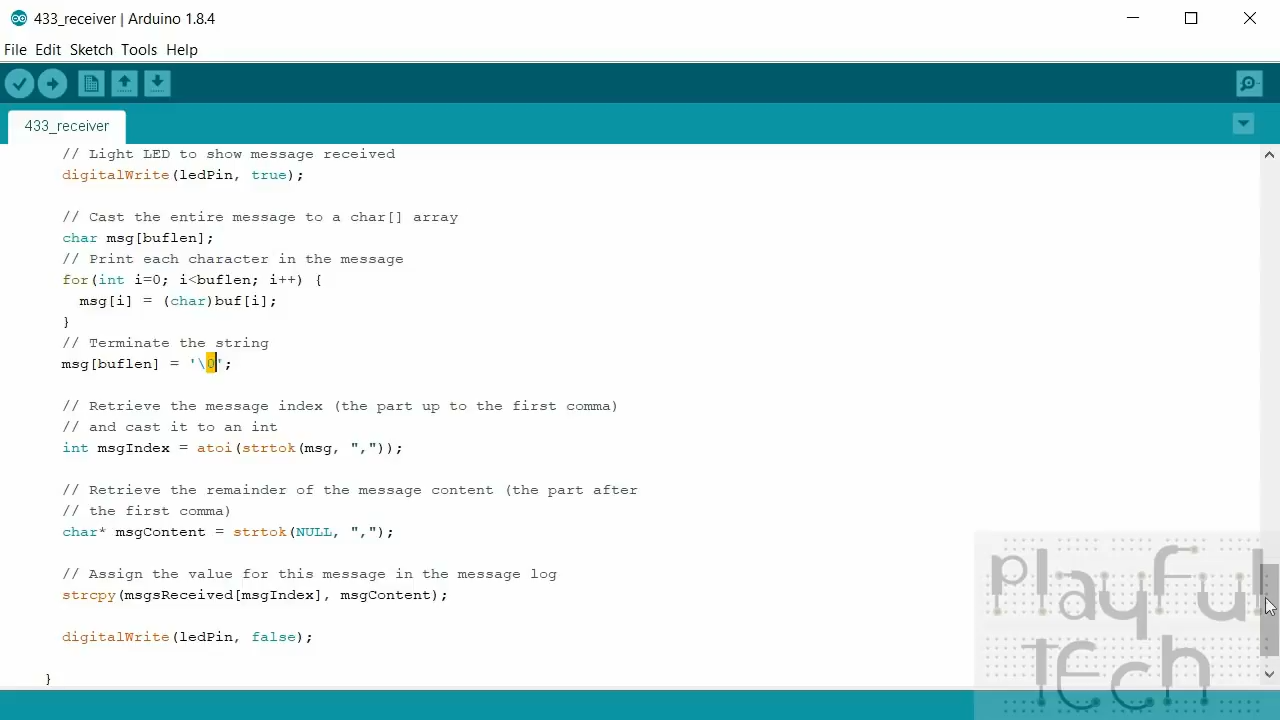 433_receiver | Arduino 1.8.4
File Edit Sketch Tools Help
433_receiver
// Light LED to show message received
digitalWrite(ledPin, true);
// Cast the entire message to a char[] array
char msg[buflen];
// Print each character in the message
for(int i=0; i<buflen; i++) {
msg[i] = (char)buf[i];
}
// Terminate the string
msg[buflen] = '\0';
// Retrieve the message index (the part up to the first comma)
// and cast it to an int
int msgIndex = atoi(strtok(msg, ","));
// Retrieve the remainder of the message content (the part after
// the first comma)
char* msgContent = strtok(NULL, ",");
// Assign the value for this message in the message log
strcpy(msgsReceived[msgIndex], msgContent);
digitalWrite(ledPin, false);
}
playful
TEch